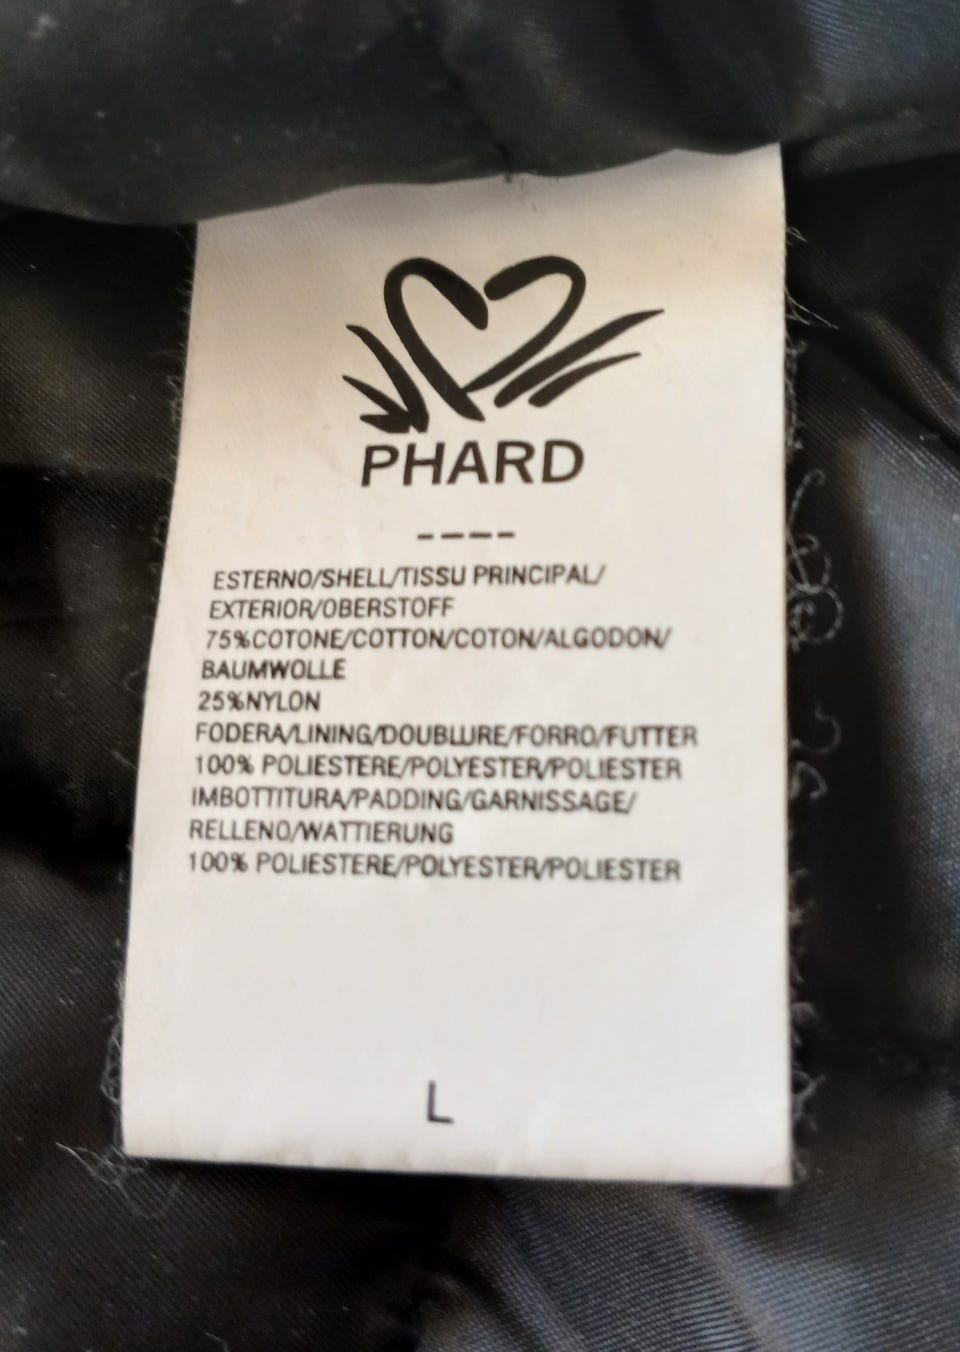 PHARD
----
ESTERNO/SHELL/TISSU PRINCIPAL/
EXTERIOR/OBERSTOFF
75%COTONE/COTTON/COTON/ALGODON/
BAUMWOLLE
25%NYLON
FODERA/LINING/DOUBLURE/FORRO/FUTTER
100% POLIESTERE/POLYESTER/POLIESTER
IMBOTTITURA/PADDING/GARNISSAGE/
RELLENO/WATTIERUNG
100% POLIESTERE/POLYESTER/POLIESTER
L